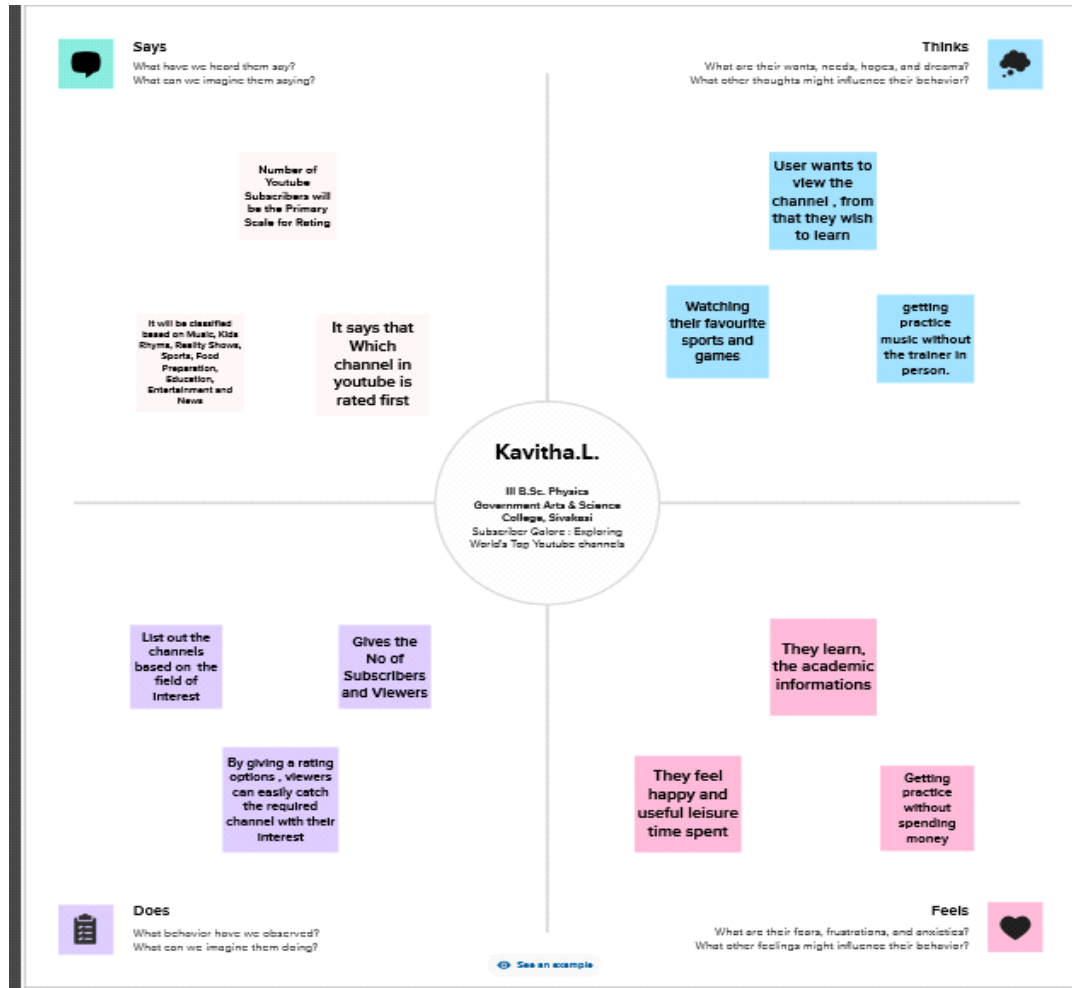 Says
What have we heard them say?
What can we imagine them saying?
Thinks
What are their wants, needs, hopes, and dreams?
What other thoughts might influence their behavior?
Number of
Youtube
Subscribers will
be the Primary
Scale for Rating
It will be classified
based on Music, Kids
Rhyms, Reality Shows,
Sports, Food
Preparation,
Education,
Entertainment and
News
It says that
Which
channel in
youtube is
rated first
User wants to
view the
channel , from
that they wish
to learn
Watching
their favourite
sports and
games
getting
practice
music without
the trainer in
person.
Kavitha.L.
III B.Sc. Physics
Government Arts & Science
College, Sivakasi
Subscriber Galore : Exploring
World's Top Youtube channels
List out the
channels
based on the
field of
Interest
Gives the
No of
Subscribers
and Viewers
By giving a rating
options , viewers
can easily catch
the required
channel with their
Interest
They learn,
the academic
informations
They feel
happy and
useful leisure
time spent
Getting
practice
without
spending
money
Does
What behavior have we observed?
What can we imagine them doing?
Feels
What are their fears, frustrations, and anxieties?
What other feelings might influence their behavior?
See an example